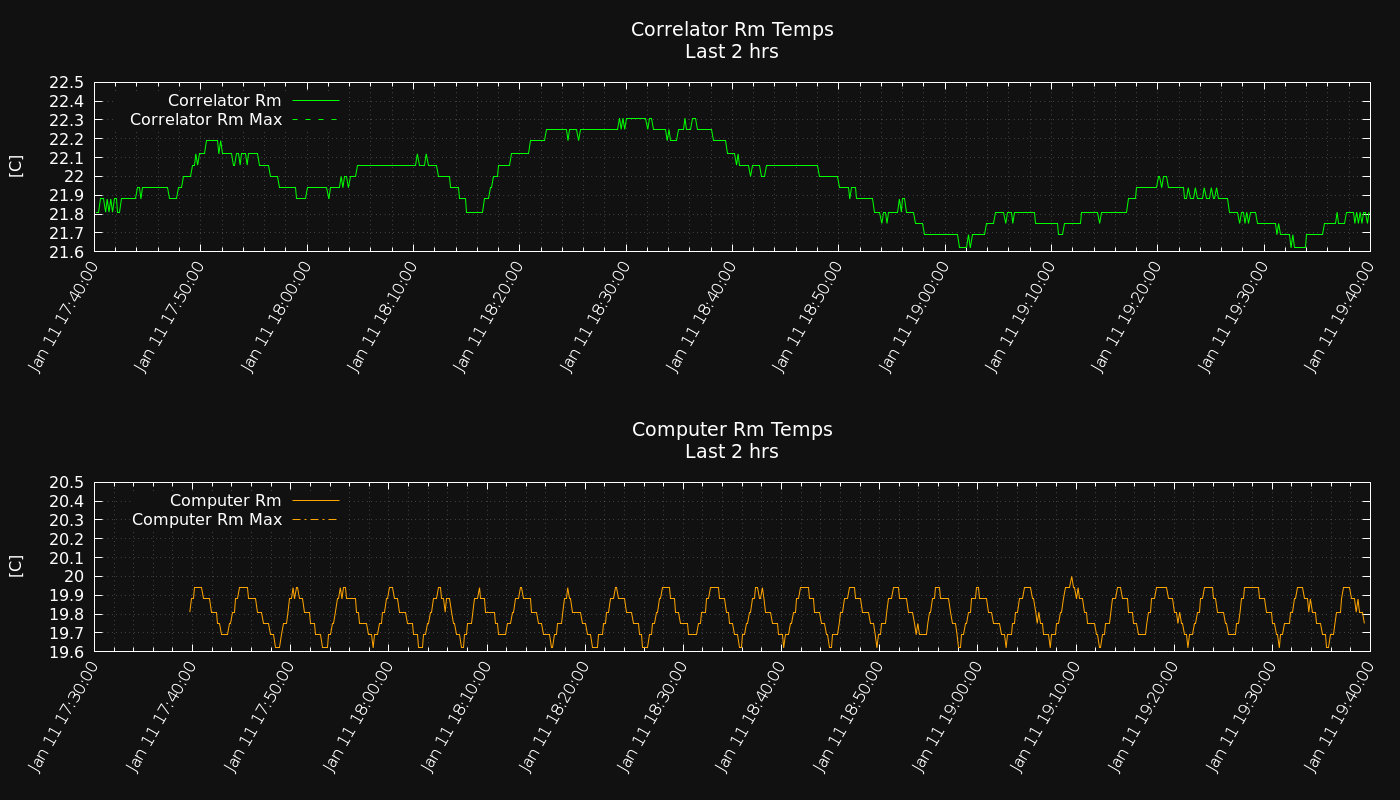 Correlator Rm Temps
Last 2 hrs
[C]
22.5
22.4
22.3
22.2
22.1
22
21.9
21.8
21.7
21.6
Correlator Rm
Correlator Rm Max
Jan 11 17:40:00
Jan 11 17:50:00
Jan 11 18:00:00
Jan 11 18:10:00
Jan 11 18:20:00
Jan 11 18:30:00
Jan 11 18:40:00
Jan 11 18:50:00
Jan 11 19:00:00
Jan 11 19:10:00
Jan 11 19:20:00
Jan 11 19:30:00
Jan 11 19:40:00
Computer Rm Temps
Last 2 hrs
[C]
20.5
20.4
20.3
20.2
20.1
20
19.9
19.8
19.7
19.6
Computer Rm
Computer Rm Max
Jan 11 17:30:00
Jan 11 17:40:00
Jan 11 17:50:00
Jan 11 18:00:00
Jan 11 18:10:00
Jan 11 18:20:00
Jan 11 18:30:00
Jan 11 18:40:00
Jan 11 18:50:00
Jan 11 19:00:00
Jan 11 19:10:00
Jan 11 19:20:00
Jan 11 19:30:00
Jan 11 19:40:00